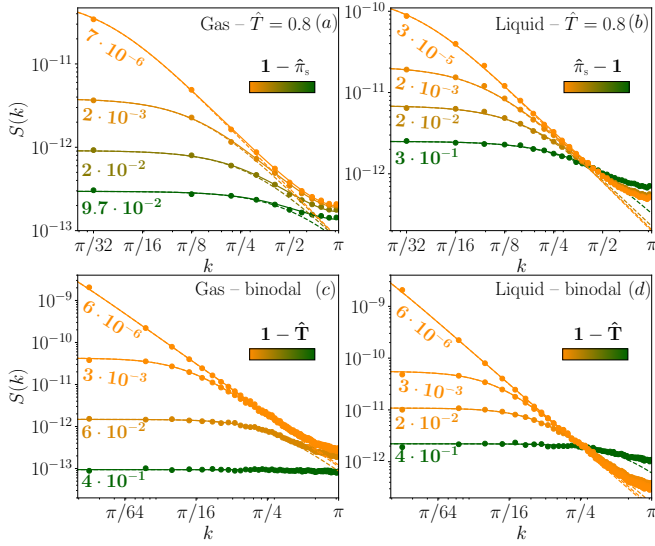 Gas – T̂ = 0.8 (a)
1 − π̂ₛ
7 · 10⁻⁶
2 · 10⁻³
2 · 10⁻²
9.7 · 10⁻²
10⁻¹¹
10⁻¹²
10⁻¹³
S(k)
π/32 π/16 π/8 π/4 π/2 π
k
Liquid – T̂ = 0.8 (b)
π̂ₛ − 1
3 · 10⁻⁵
2 · 10⁻³
2 · 10⁻²
3 · 10⁻¹
10⁻¹⁰
10⁻¹¹
10⁻¹²
π/32 π/16 π/8 π/4 π/2 π
k
Gas – binodal (c)
1 − T̂
6 · 10⁻⁶
3 · 10⁻³
6 · 10⁻²
4 · 10⁻¹
10⁻⁹
10⁻¹⁰
10⁻¹¹
10⁻¹²
10⁻¹³
S(k)
π/64 π/16 π/4 π
k
Liquid – binodal (d)
1 − T̂
6 · 10⁻⁶
3 · 10⁻³
2 · 10⁻²
4 · 10⁻¹
10⁻⁹
10⁻¹⁰
10⁻¹¹
10⁻¹²
π/64 π/16 π/4 π
k